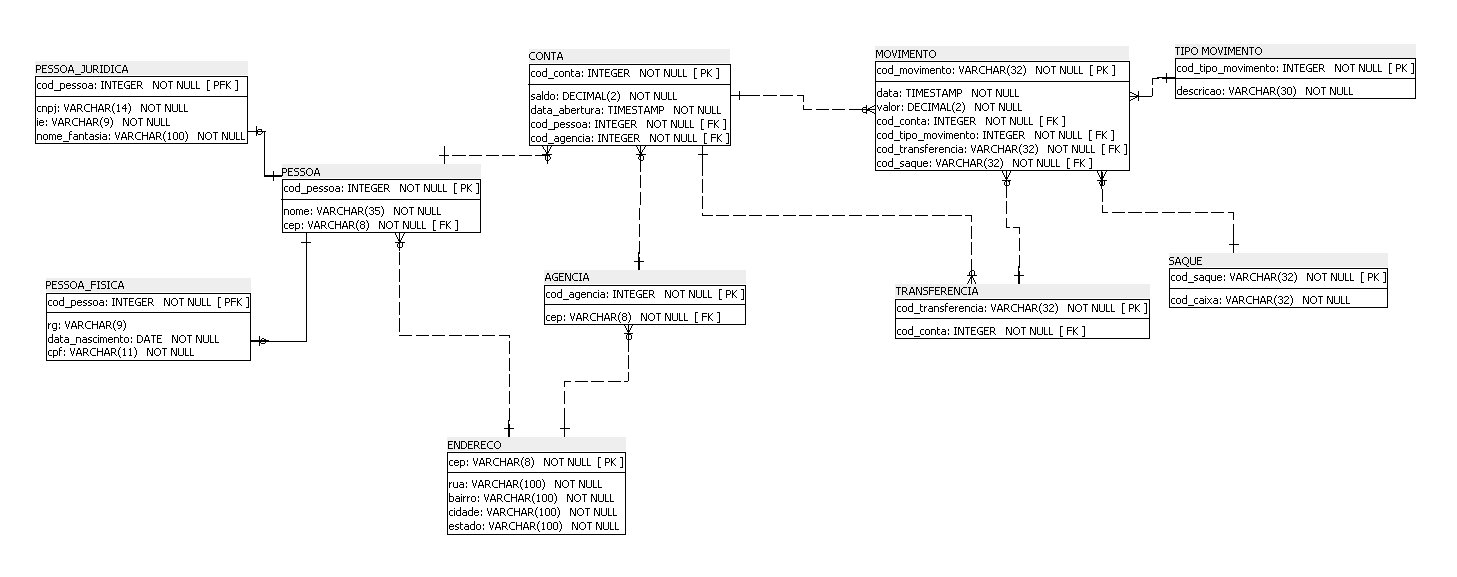 PESSOA_JURIDICA
cod_pessoa: INTEGER NOT NULL [ PFK ]
cnpj: VARCHAR(14) NOT NULL
ie: VARCHAR(9) NOT NULL
nome_fantasia: VARCHAR(100) NOT NULL
PESSOA
cod_pessoa: INTEGER NOT NULL [ PK ]
nome: VARCHAR(35) NOT NULL
cep: VARCHAR(8) NOT NULL [ FK ]
PESSOA_FISICA
cod_pessoa: INTEGER NOT NULL [ PFK ]
rg: VARCHAR(9)
data_nascimento: DATE NOT NULL
cpf: VARCHAR(11) NOT NULL
CONTA
cod_conta: INTEGER NOT NULL [ PK ]
saldo: DECIMAL(2) NOT NULL
data_abertura: TIMESTAMP NOT NULL
cod_pessoa: INTEGER NOT NULL [ FK ]
cod_agencia: INTEGER NOT NULL [ FK ]
AGENCIA
cod_agencia: INTEGER NOT NULL [ PK ]
cep: VARCHAR(8) NOT NULL [ FK ]
ENDERECO
cep: VARCHAR(8) NOT NULL [ PK ]
rua: VARCHAR(100) NOT NULL
bairro: VARCHAR(100) NOT NULL
cidade: VARCHAR(100) NOT NULL
estado: VARCHAR(100) NOT NULL
MOVIMENTO
cod_movimento: VARCHAR(32) NOT NULL [ PK ]
data: TIMESTAMP NOT NULL
valor: DECIMAL(2) NOT NULL
cod_conta: INTEGER NOT NULL [ FK ]
cod_tipo_movimento: INTEGER NOT NULL [ FK ]
cod_transferencia: VARCHAR(32) NOT NULL [ FK ]
cod_saque: VARCHAR(32) NOT NULL [ FK ]
TIPO MOVIMENTO
cod_tipo_movimento: INTEGER NOT NULL [ PK ]
descricao: VARCHAR(30) NOT NULL
TRANSFERENCIA
cod_transferencia: VARCHAR(32) NOT NULL [ PK ]
cod_conta: INTEGER NOT NULL [ FK ]
SAQUE
cod_saque: VARCHAR(32) NOT NULL [ PK ]
cod_caixa: VARCHAR(32) NOT NULL